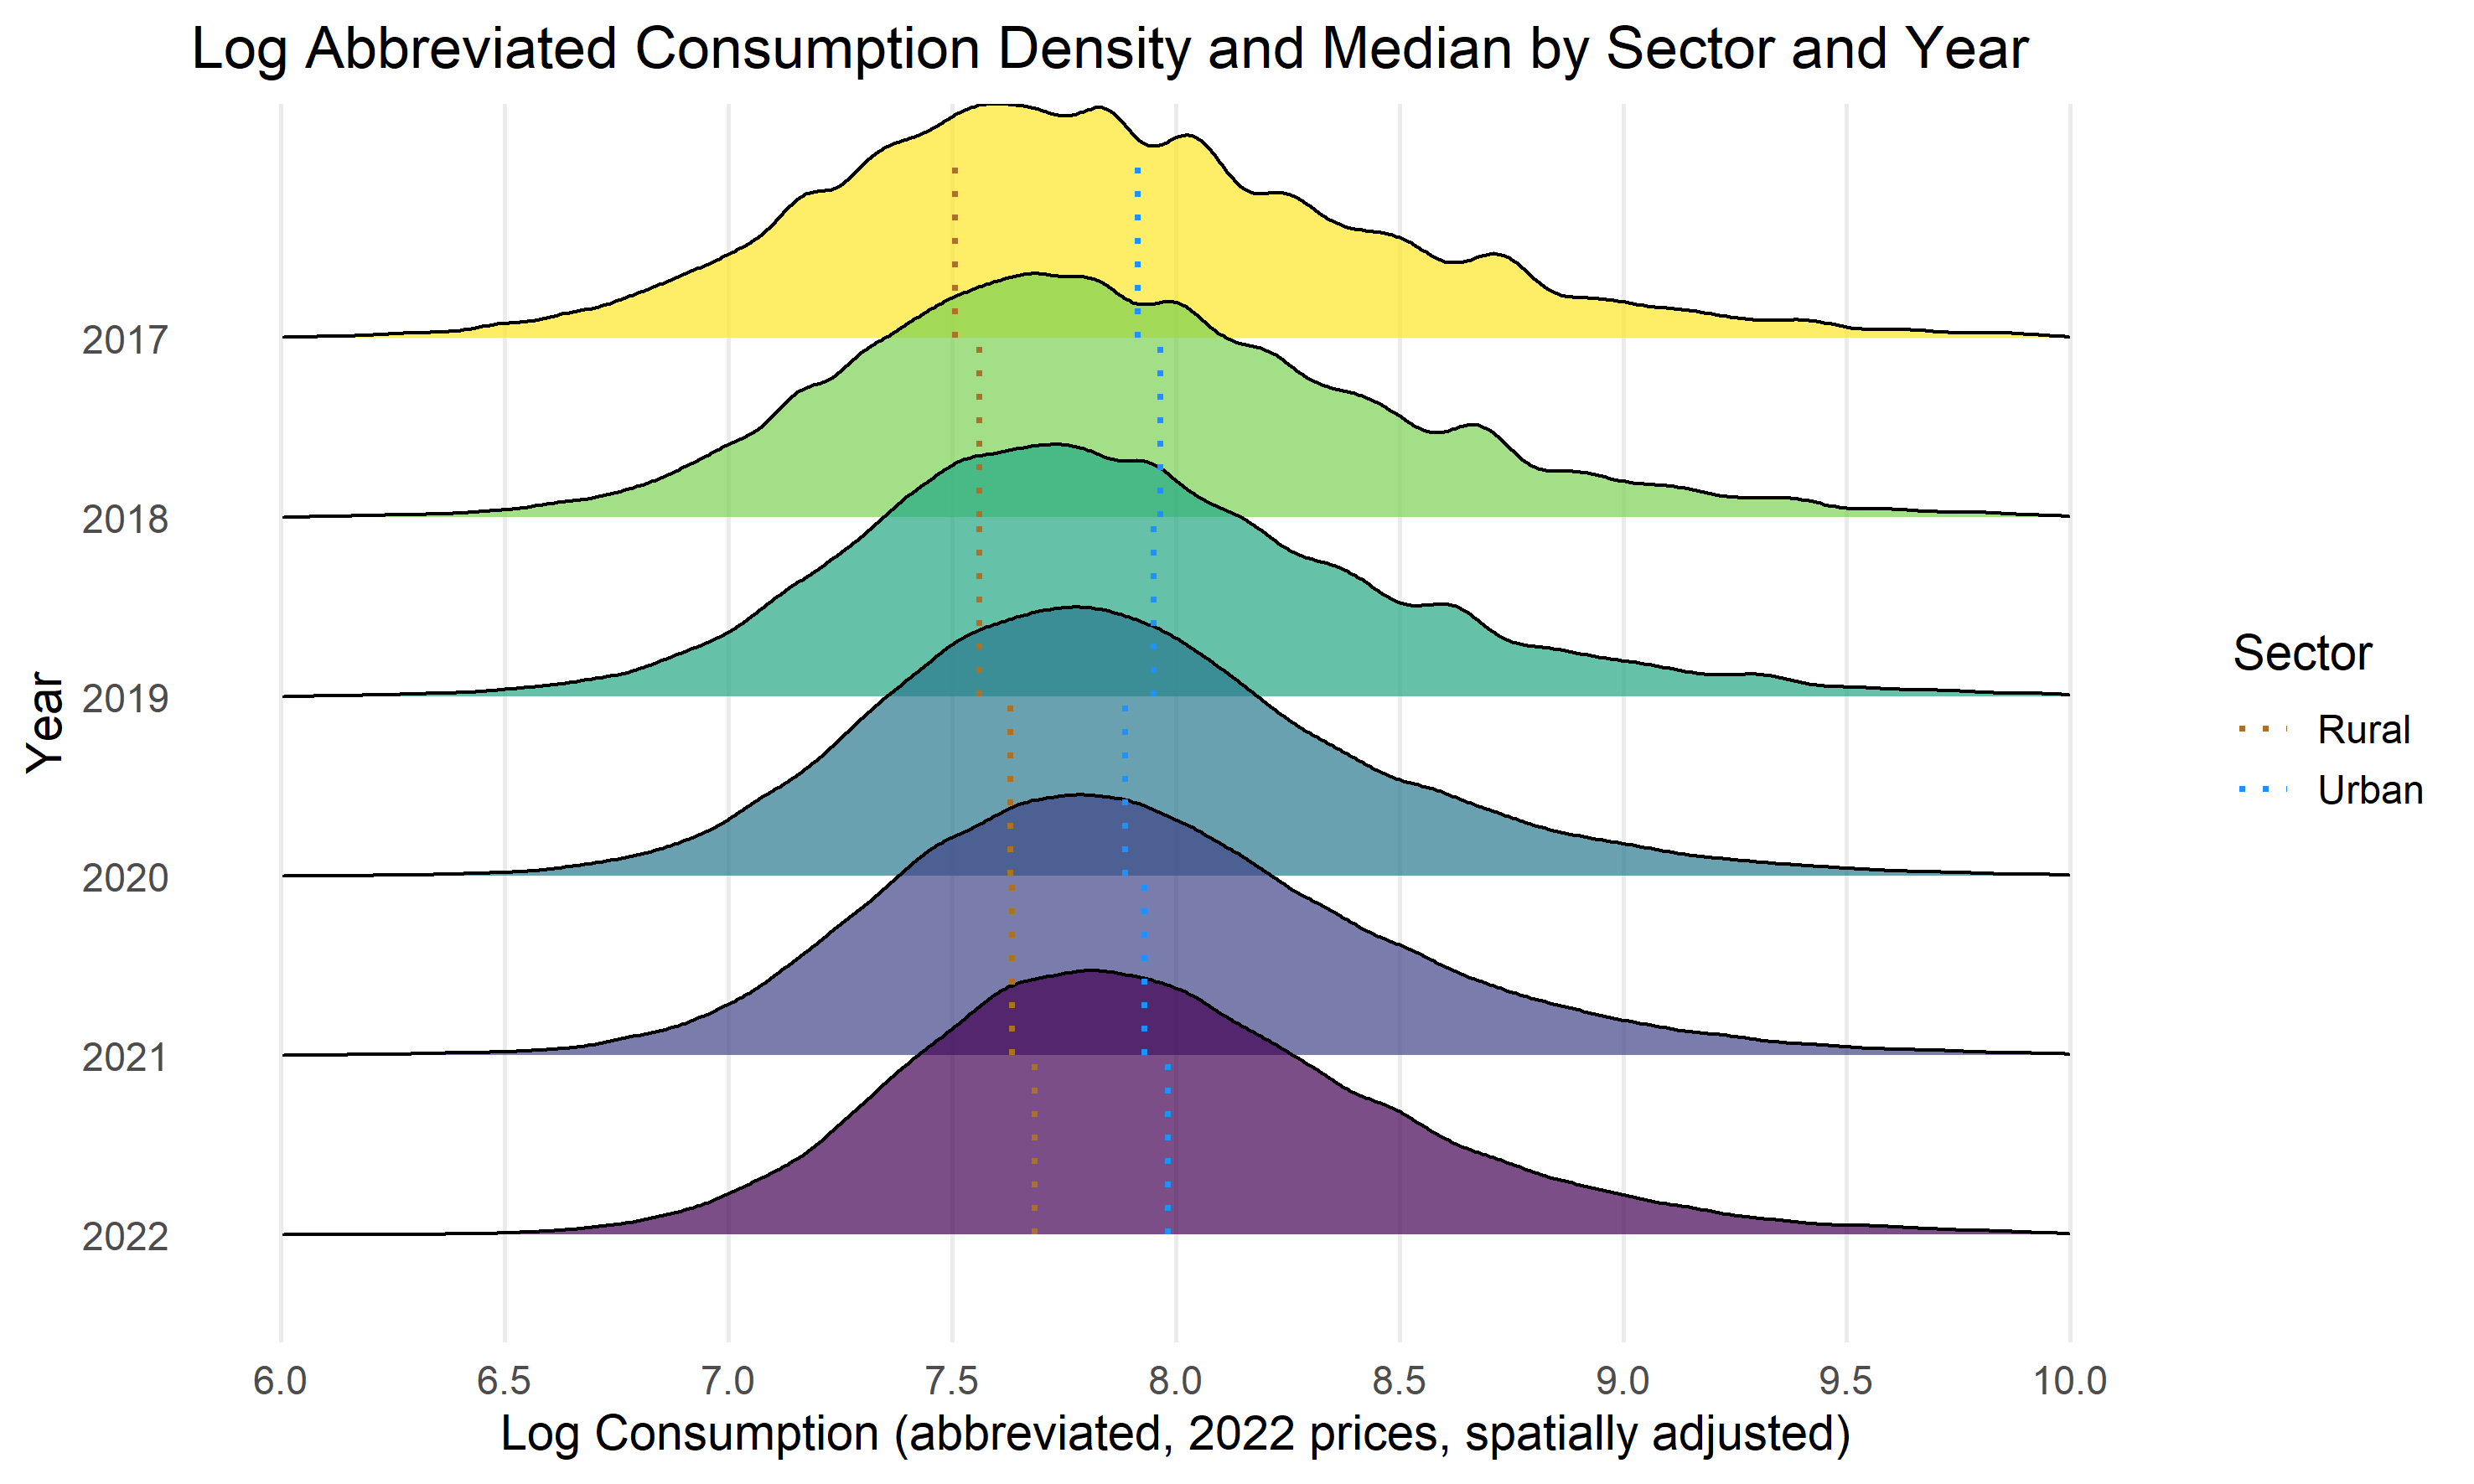 Log Abbreviated Consumption Density and Median by Sector and Year
Year
2017
2018
2019
2020
2021
2022
6.0 6.5 7.0 7.5 8.0 8.5 9.0 9.5 10.0
Log Consumption (abbreviated, 2022 prices, spatially adjusted)
Sector
Rural
Urban